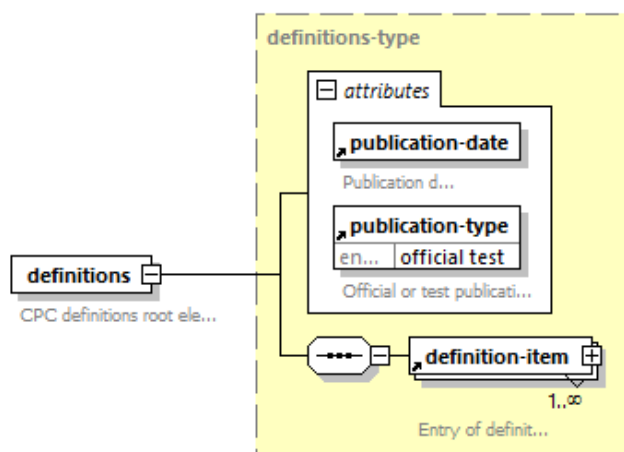 definitions-type
attributes
publication-date
Publication d...
publication-type
en... official test
Official or test publicati...
definitions
CPC definitions root ele...
definition-item
1..∞
Entry of definit...